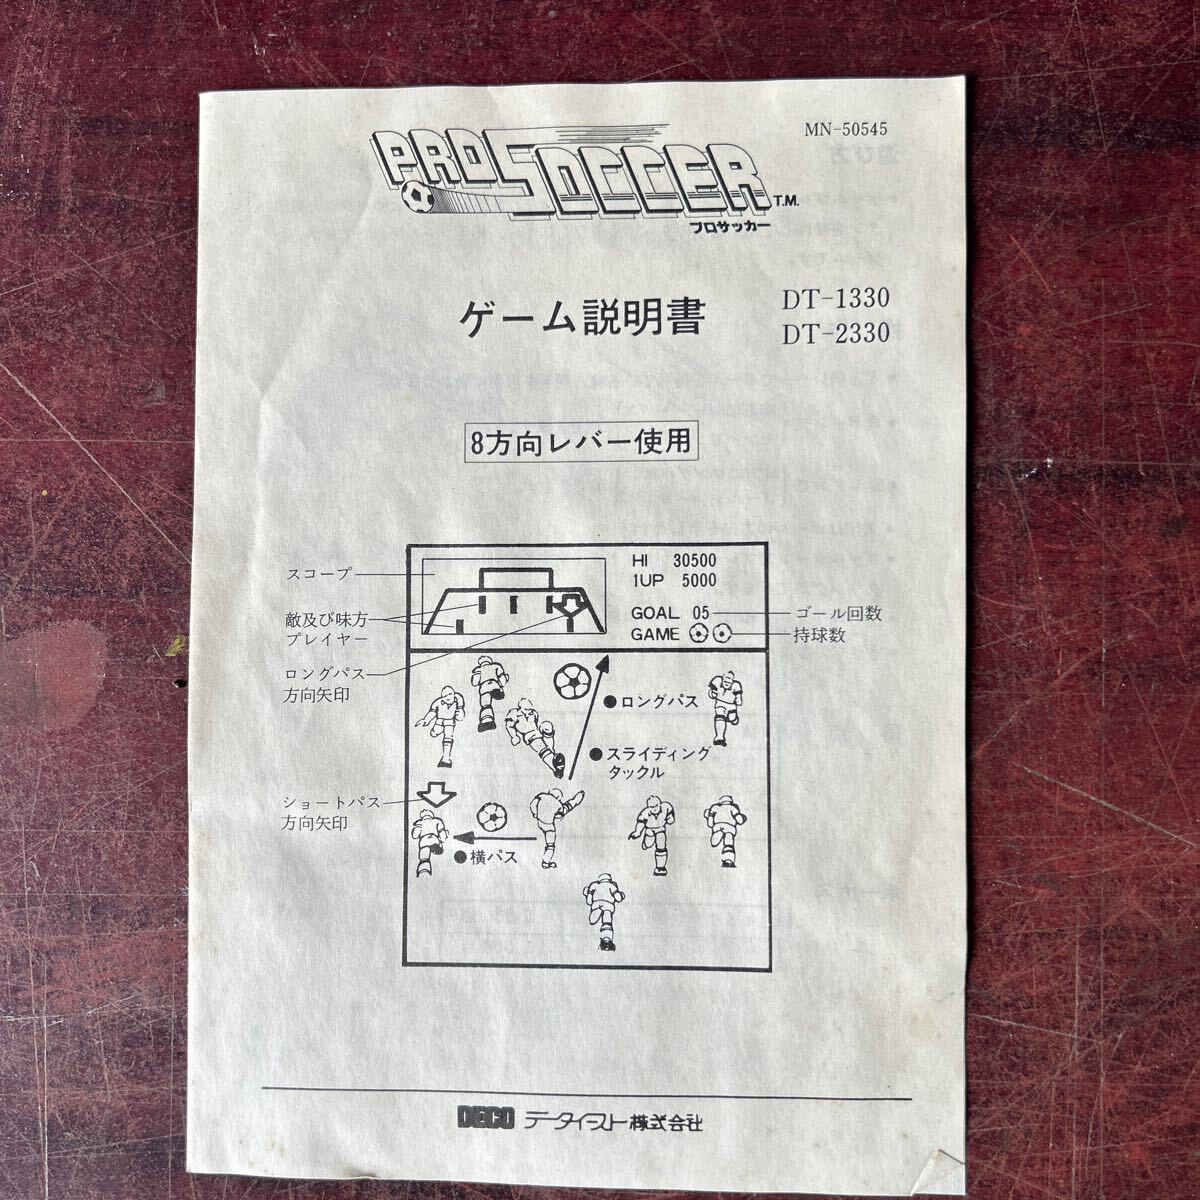 MN-50545
PRO SOCCER T.M.
プロサッカー
ゲーム説明書
DT-1330
DT-2330
8方向レバー使用
スコープ
敵及び味方
プレイヤー
ロングパス
方向矢印
HI 30500
1UP 5000
GOAL 05
ゴール回数
GAME
持球数
●ロングパス
●スライディング
タックル
ショートパス
方向矢印
●横パス
DECO データイースト株式会社